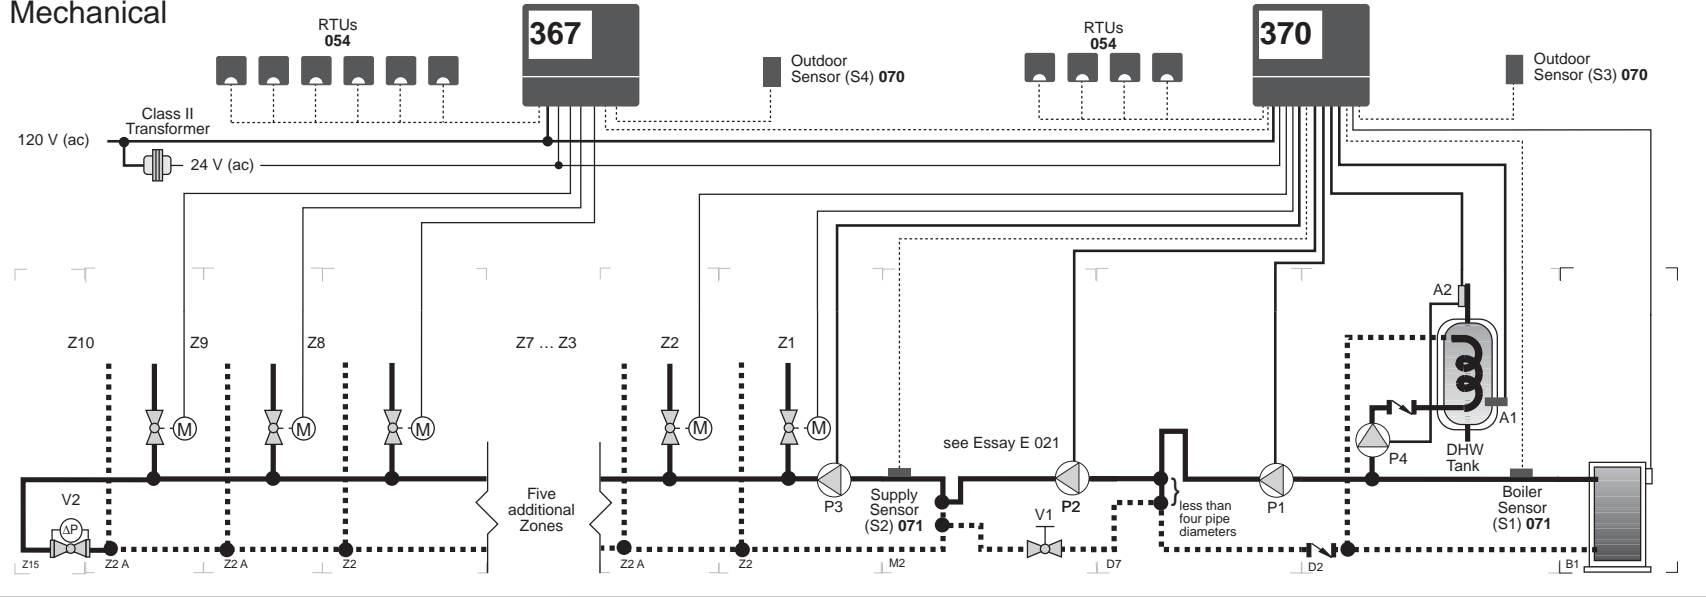 Mechanical
RTUs
054
367
Outdoor
Sensor (S4) 070
RTUs
054
370
Outdoor
Sensor (S3) 070
Class II
Transformer
120 V (ac)
24 V (ac)
Z10
Z9
Z8
Z7 … Z3
Z2
Z1
A2
M
M
M
M
M
see Essay E 021
A1
P4
DHW
Tank
V2
ΔP
Five
additional
Zones
P3
Supply
Sensor
(S2) 071
V1
P2
}
less than
four pipe
diameters
P1
Boiler
Sensor
(S1) 071
Z15
Z2 A
Z2 A
Z2
Z2 A
Z2
M2
D7
D2
B1